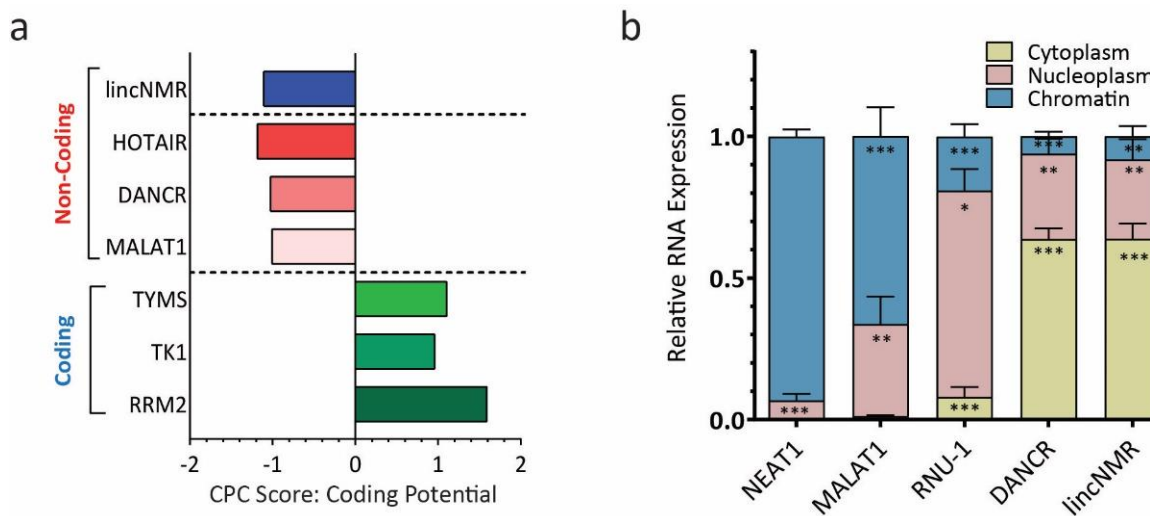 a
Non-Coding
Coding
lincNMR
HOTAIR
DANCR
MALAT1
TYMS
TK1
RRM2
-2
-1
0
1
2
CPC Score: Coding Potential
b
Cytoplasm
Nucleoplasm
Chromatin
Relative RNA Expression
1.0
0.5
0.0
***
***
**
***
*
***
***
**
***
**
**
***
NEAT1
MALAT1
RNU-1
DANCR
lincNMR